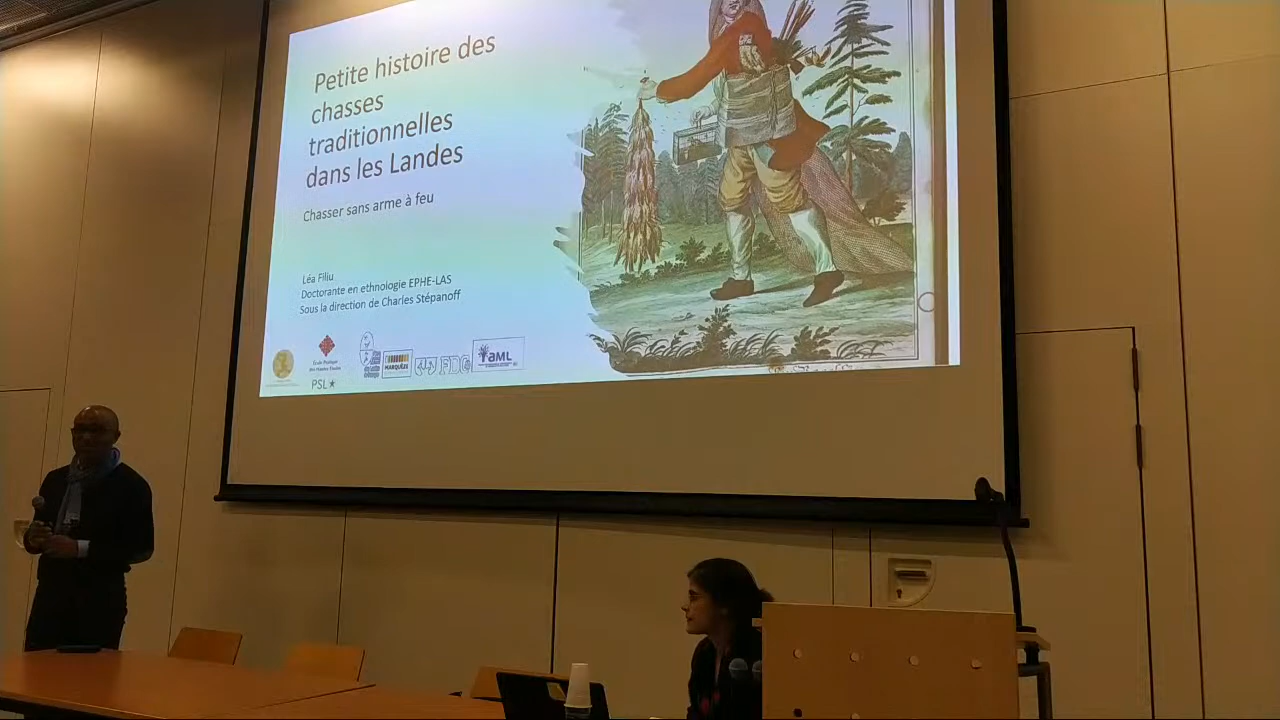 Petite histoire des
chasses
traditionnelles
dans les Landes
Chasser sans arme à feu
Léa Filiu
Doctorante en ethnologie EPHE-LAS
Sous la direction de Charles Stépanoff
PSL
MARQUÈZE
aML